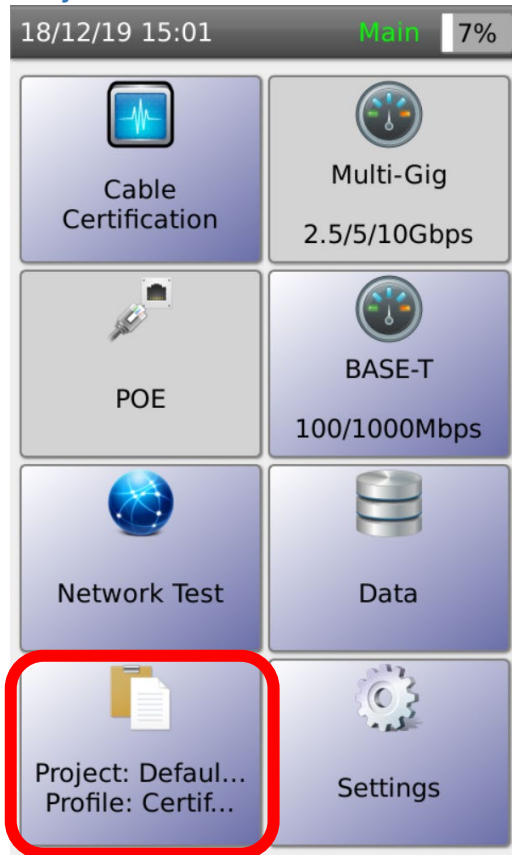 18/12/19 15:01 Main 7%
Cable
Certification
Multi-Gig
2.5/5/10Gbps
POE
BASE-T
100/1000Mbps
Network Test
Data
Project: Defaul...
Profile: Certif...
Settings